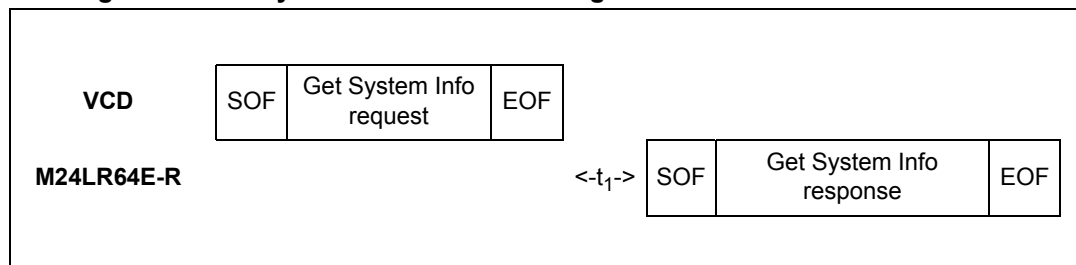 VCD SOF Get System Info request EOF
M24LR64E-R <-t1-> SOF Get System Info response EOF